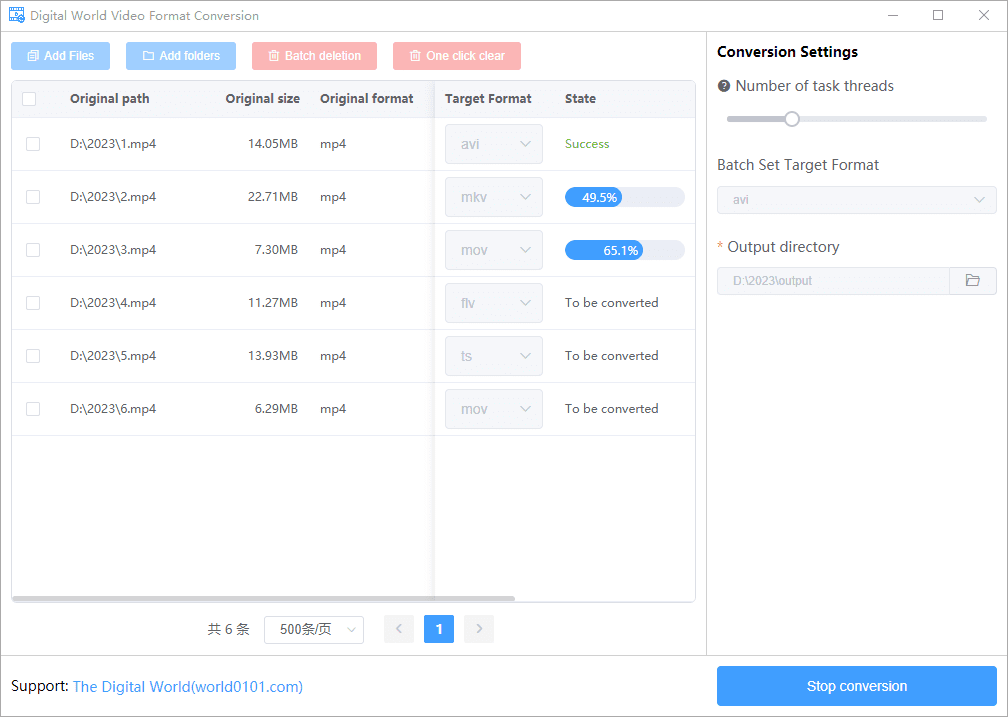 Digital World Video Format Conversion
Add Files Add folders Batch deletion One click clear
Original path Original size Original format Target Format State
D:\2023\1.mp4 14.05MB mp4 avi Success
D:\2023\2.mp4 22.71MB mp4 mkv 49.5%
D:\2023\3.mp4 7.30MB mp4 mov 65.1%
D:\2023\4.mp4 11.27MB mp4 flv To be converted
D:\2023\5.mp4 13.93MB mp4 ts To be converted
D:\2023\6.mp4 6.29MB mp4 mov To be converted
共 6 条 500条/页 1
Conversion Settings
Number of task threads
Batch Set Target Format
avi
* Output directory
D:\2023\output
Support: The Digital World(world0101.com)
Stop conversion